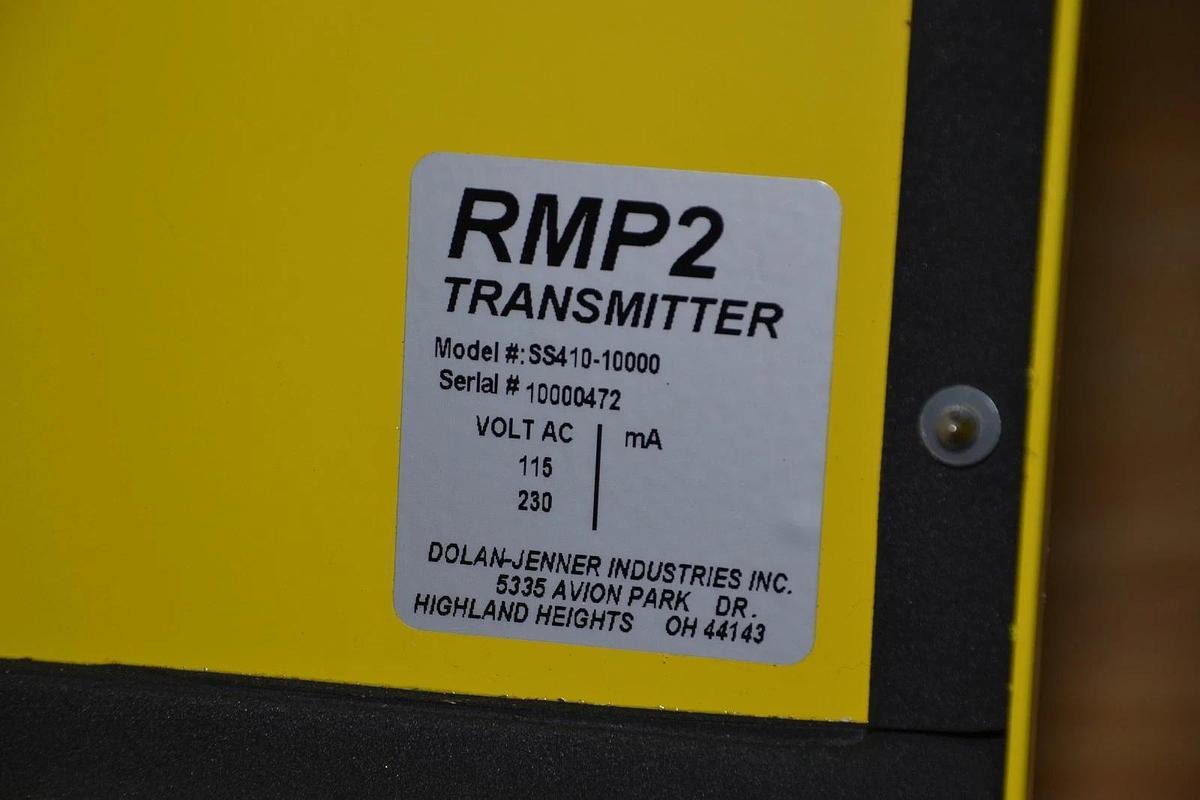 RMP2
TRANSMITTER
Model #: SS410-10000
Serial # 10000472
VOLT AC | mA
115
230
DOLAN-JENNER INDUSTRIES INC.
5335 AVION PARK DR.
HIGHLAND HEIGHTS OH 44143